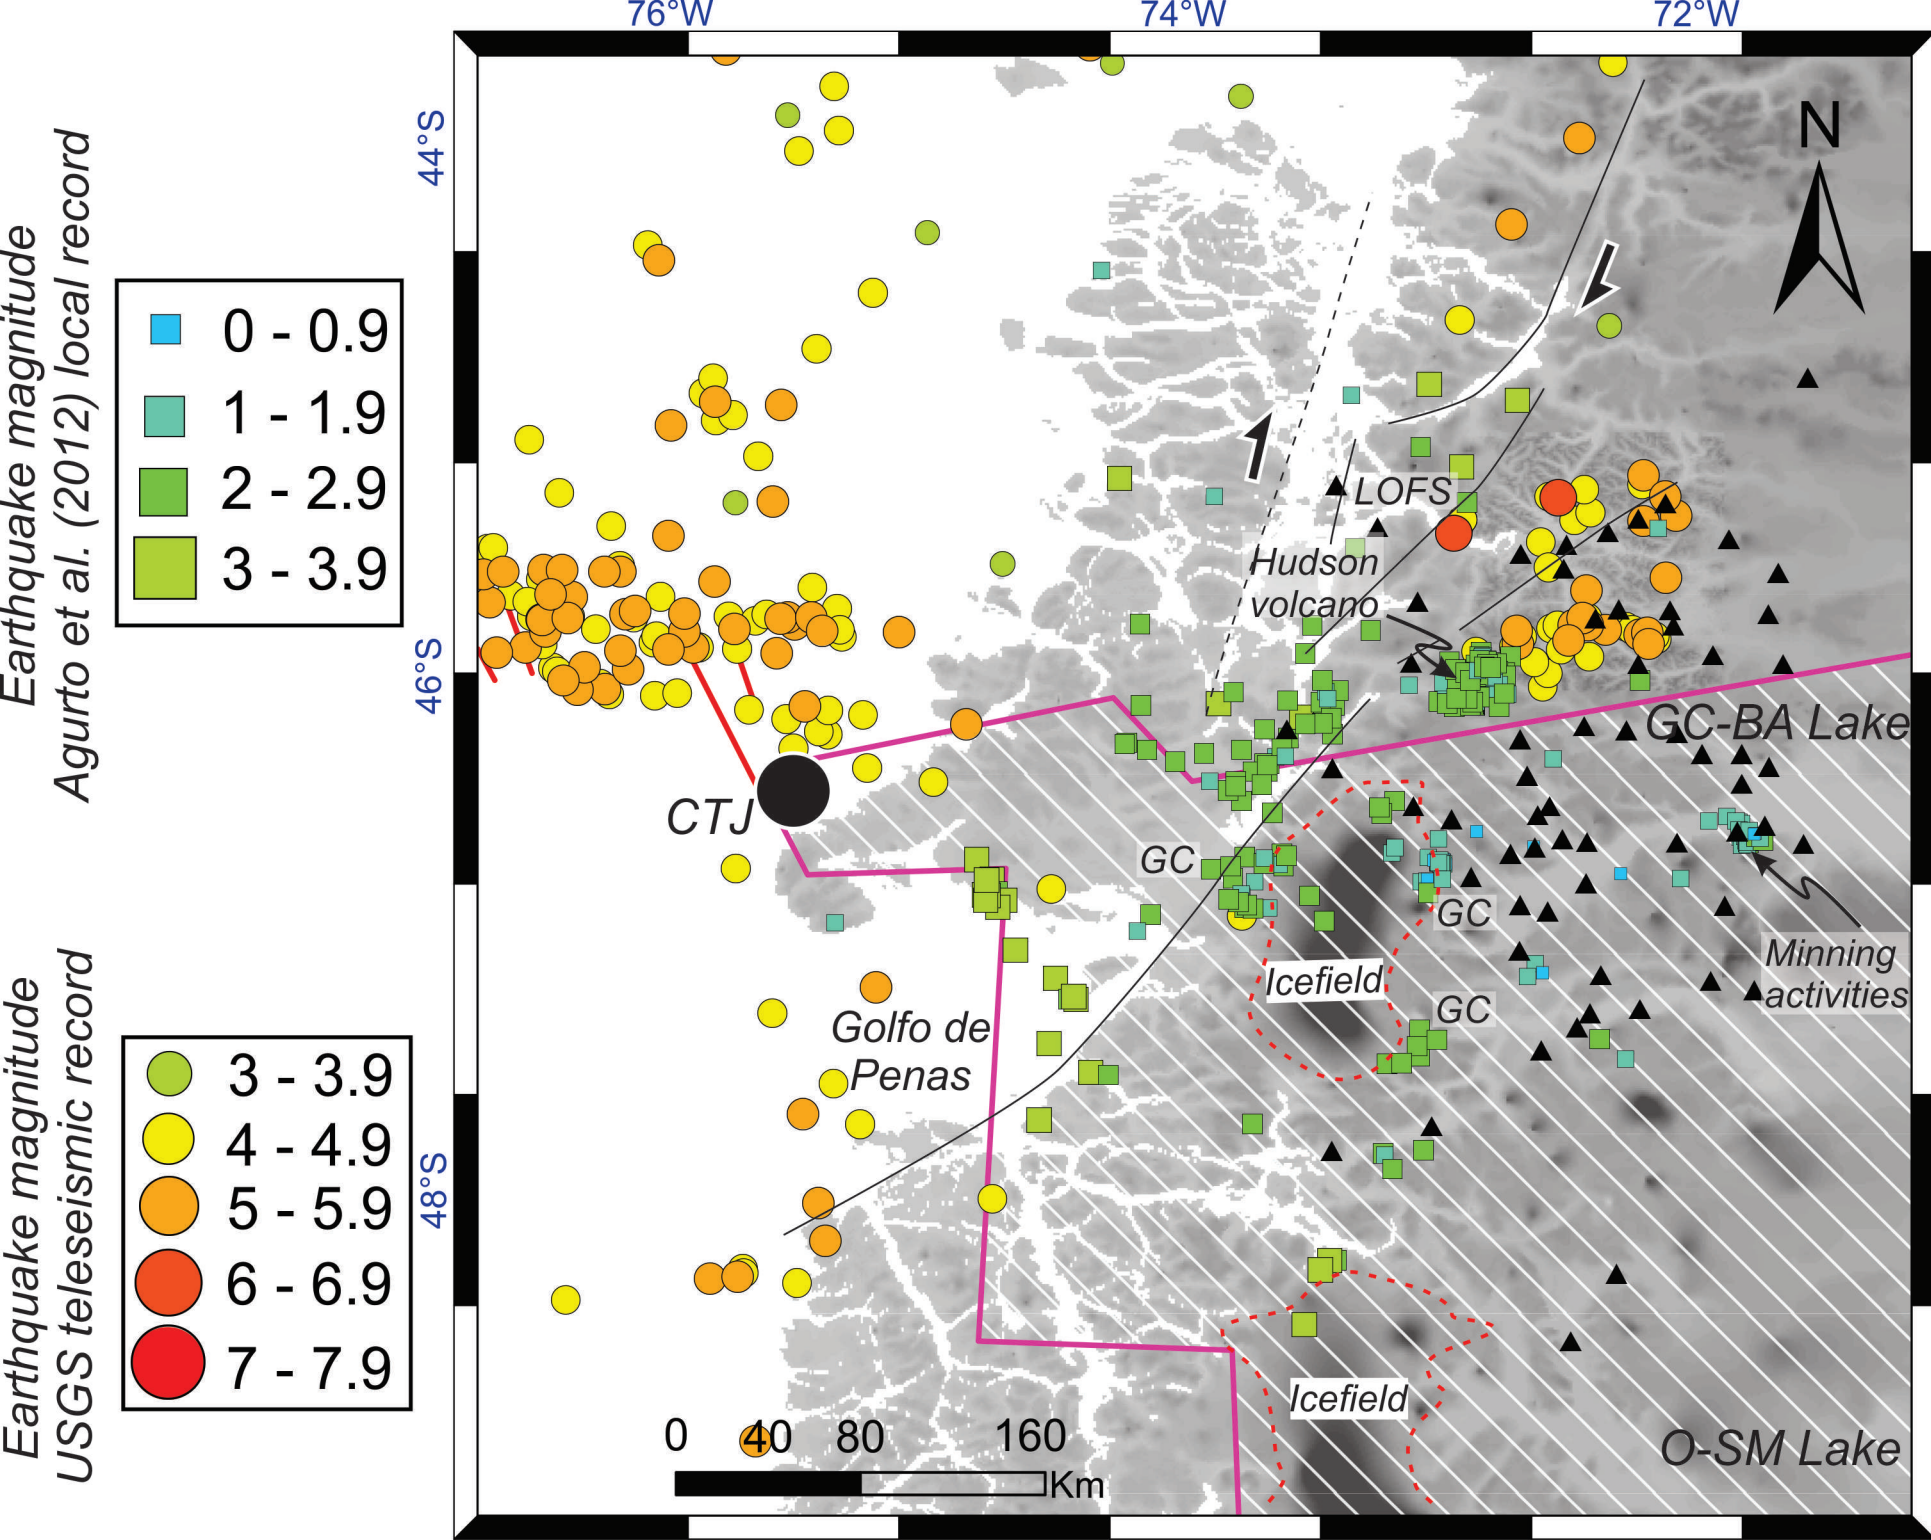 76°W
74°W
72°W
44°S
46°S
48°S
Earthquake magnitude
Agurto et al. (2012) local record
0 - 0.9
1 - 1.9
2 - 2.9
3 - 3.9
Earthquake magnitude
USGS teleseismic record
3 - 3.9
4 - 4.9
5 - 5.9
6 - 6.9
7 - 7.9
N
LOFS
Hudson
volcano
GC-BA Lake
CTJ
GC
GC
Minning
activities
Icefield
GC
Golfo de
Penas
Icefield
O-SM Lake
0 40 80 160
Km